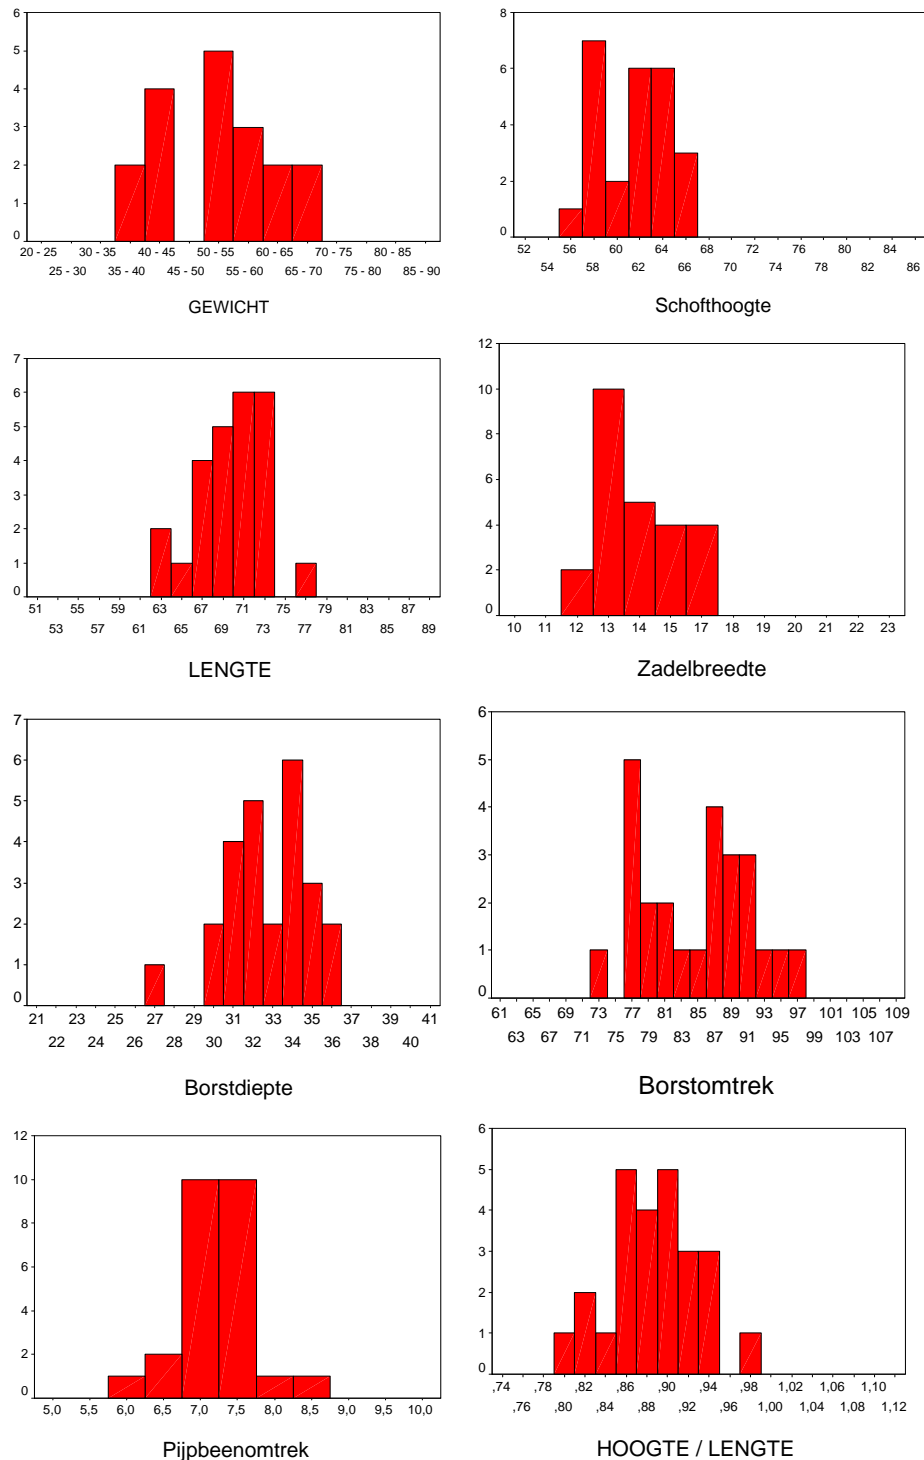 6
5
4
3
2
1
0
20 - 25 30 - 35 40 - 45 50 - 55 60 - 65 70 - 75 80 - 85
25 - 30 35 - 40 45 - 50 55 - 60 65 - 70 75 - 80 85 - 90
GEWICHT
8
6
4
2
0
52 56 60 64 68 72 76 80 84
54 58 62 66 70 74 78 82 86
Schofthoogte
7
6
5
4
3
2
1
0
51 55 59 63 67 71 75 79 83 87
53 57 61 65 69 73 77 81 85 89
LENGTE
12
10
8
6
4
2
0
10 11 12 13 14 15 16 17 18 19 20 21 22 23
Zadelbreedte
7
6
5
4
3
2
1
0
21 23 25 27 29 31 33 35 37 39 41
22 24 26 28 30 32 34 36 38 40
Borstdiepte
6
5
4
3
2
1
0
61 65 69 73 77 81 85 89 93 97 101 105 109
63 67 71 75 79 83 87 91 95 99 103 107
Borstomtrek
12
10
8
6
4
2
0
5,0 5,5 6,0 6,5 7,0 7,5 8,0 8,5 9,0 9,5 10,0
Pijpbeenomtrek
6
5
4
3
2
1
0
,74 ,78 ,82 ,86 ,90 ,94 ,98 1,02 1,06 1,10
,76 ,80 ,84 ,88 ,92 ,96 1,00 1,04 1,08 1,12
HOOGTE / LENGTE